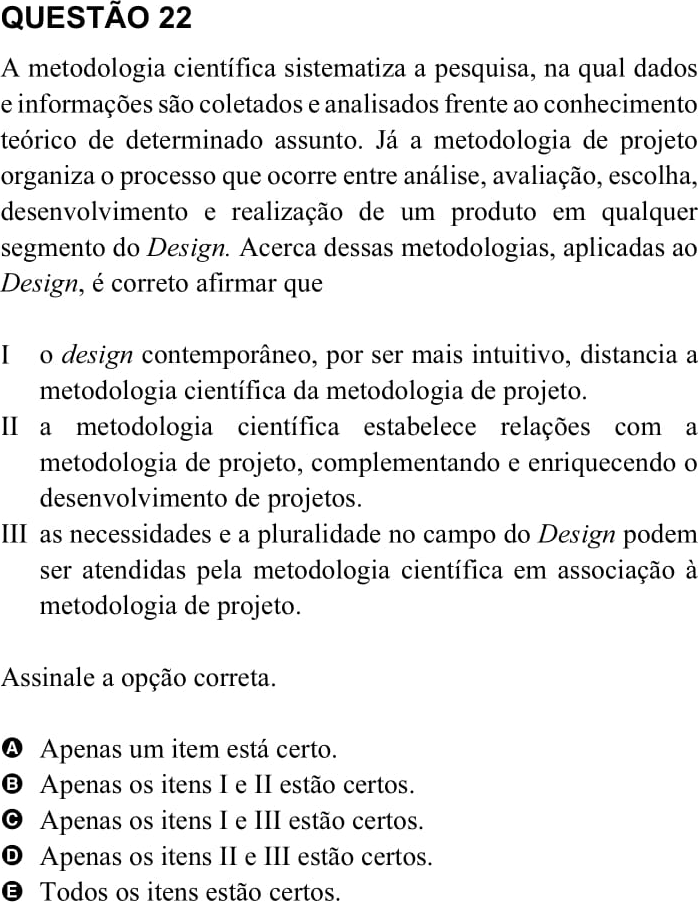 QUESTÃO 22
A metodologia científica sistematiza a pesquisa, na qual dados
e informações são coletados e analisados frente ao conhecimento
teórico de determinado assunto. Já a metodologia de projeto
organiza o processo que ocorre entre análise, avaliação, escolha,
desenvolvimento e realização de um produto em qualquer
segmento do Design. Acerca dessas metodologias, aplicadas ao
Design, é correto afirmar que
I o design contemporâneo, por ser mais intuitivo, distancia a
metodologia científica da metodologia de projeto.
II a metodologia científica estabelece relações com a
metodologia de projeto, complementando e enriquecendo o
desenvolvimento de projetos.
III as necessidades e a pluralidade no campo do Design podem
ser atendidas pela metodologia científica em associação à
metodologia de projeto.
Assinale a opção correta.
A Apenas um item está certo.
B Apenas os itens I e II estão certos.
C Apenas os itens I e III estão certos.
D Apenas os itens II e III estão certos.
E Todos os itens estão certos.